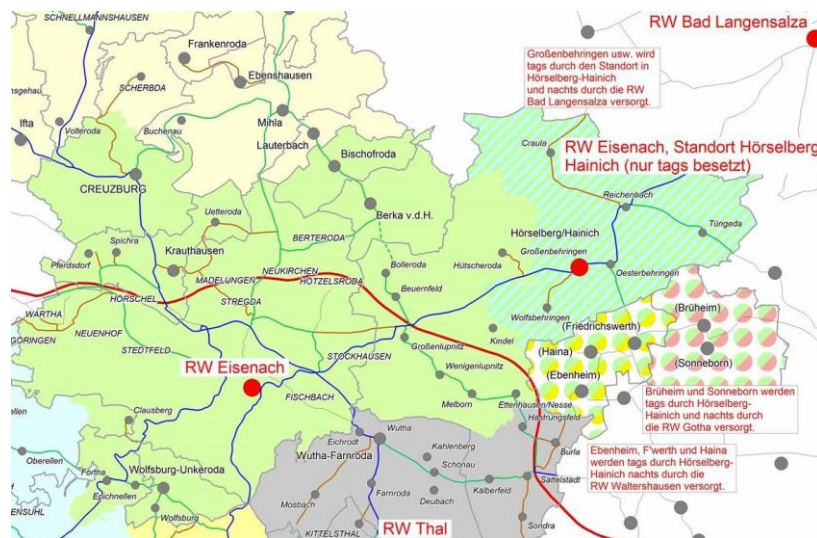 SCHNELLMANNSHAUSEN
Frankenroda
RW Bad Langensalza
Großenbehringen usw. wird
tags durch den Standort in
Hörselberg-Hainich
und nachts durch die RW
Bad Langensalza versorgt.
Ebenshausen
SCHERBDA
Ifta
Volteroda
Buchenau
Mihla
Lauterbach
RW Eisenach, Standort Hörselberg
Hainich (nur tags besetzt)
Craula
Bischofroda
CREUZBURG
Reichenbach
Berka v.d.H.
Uetteroda
Tüngeda
Hörselberg/Hainich
Großenbehringen
BERTERODA
Spichra
Krauthausen
Pferdsdorf
Bolleroda
Hütscheroda
Oesterbehringen
NEUKIRCHEN
MADELUNGEN
HÖTZELSRODA
Beuernfeld
HÖRSCHEL
STREGDA
Wolfsbehringen
(Brüheim)
WARTHA
(Friedrichswerth)
NEUENHOF
GÖRINGEN
Kindel
STEDTFELD
STOCKHAUSEN
Großenlupnitz
(Haina)
(Sonneborn)
RW Eisenach
Wenigenlupnitz
(Ebenheim)
FISCHBACH
Melborn
Ettenhausen/Nesse
Brüheim und Sonneborn werden
tags durch Hörselberg-
Hainich und nachts durch
die RW Gotha versorgt.
Clausberg
Hastrungsfeld
Eichrodt
Wutha
Wutha-Farnroda
Kahlenberg
Burla
Ebenheim, F'werth und Haina
werden tags durch Hörselberg-
Hainich nachts durch die
RW Waltershausen versorgt.
Oberellen
Förtha
Wolfsburg-Unkeroda
Schönau
Sättelstädt
Epichnellen
Farnroda
Kälberfeld
Mosbach
Deubach
Wolfsburg
KITTELSTHAL
RW Thal
Sondra